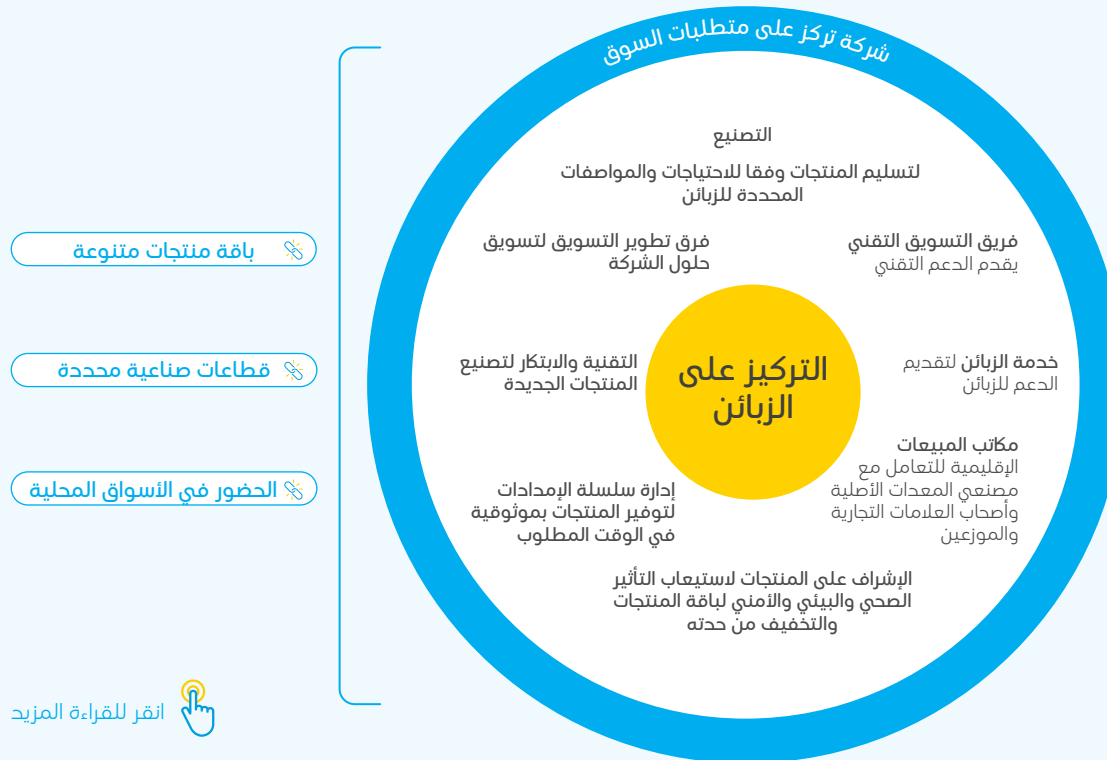 شركة تركز على متطلبات السوق
التصنيع
لتسليم المنتجات وفقا للاحتياجات والمواصفات
المحددة للزبائن
فريق التسويق التقني
يقدم الدعم التقني
فرق تطوير التسويق لتسويق
حلول الشركة
خدمة الزبائن لتقديم
الدعم للزبائن
التركيز على
الزبائن
التقنية والابتكار لتصنيع
المنتجات الجديدة
مكاتب المبيعات
الإقليمية للتعامل مع
مصنعي المعدات الأصلية
وأصحاب العلامات التجارية
والموزعين
إدارة سلسلة الإمدادات
لتوفير المنتجات بموثوقية
في الوقت المطلوب
الإشراف على المنتجات لاستيعاب التأثير
الصحي والبيئي والأمني لباقة المنتجات
والتخفيف من حدته
باقة منتجات متنوعة
قطاعات صناعية محددة
الحضور في الأسواق المحلية
انقر للقراءة المزيد